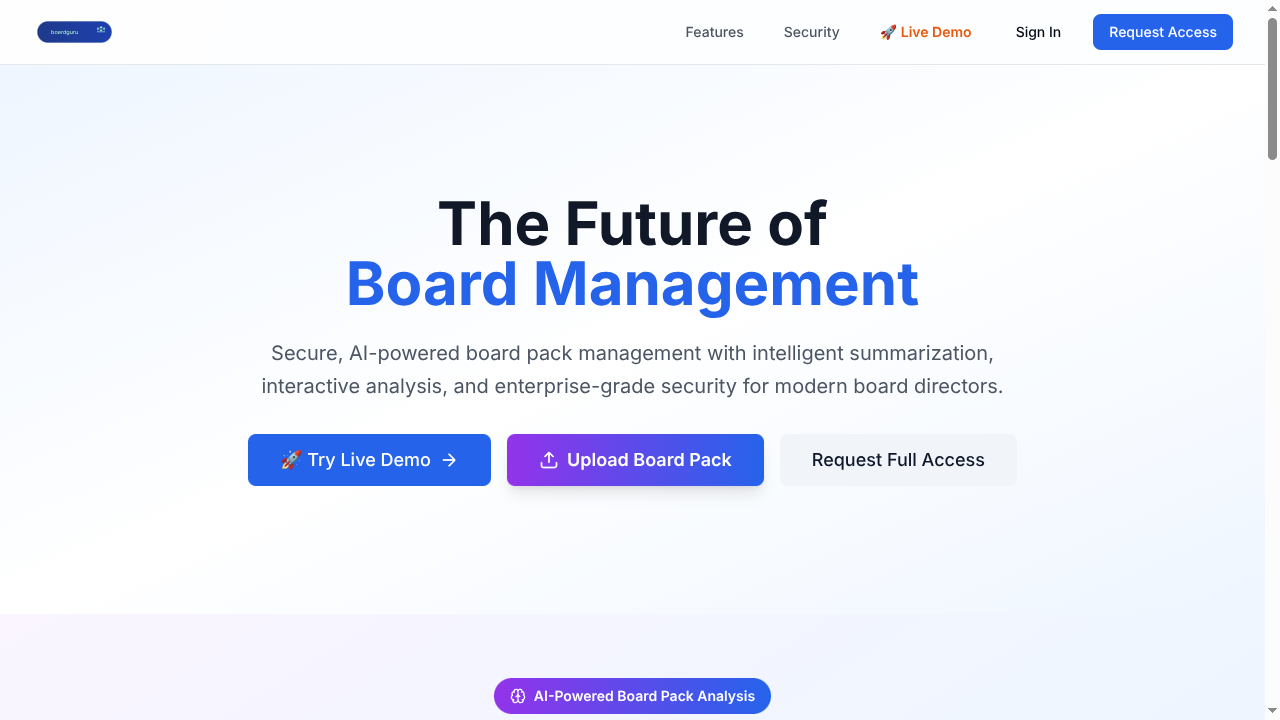 boardguru
Features
Security
🚀 Live Demo
Sign In
Request Access
The Future of
Board Management
Secure, AI-powered board pack management with intelligent summarization,
interactive analysis, and enterprise-grade security for modern board directors.
🚀 Try Live Demo →
Upload Board Pack
Request Full Access
AI-Powered Board Pack Analysis